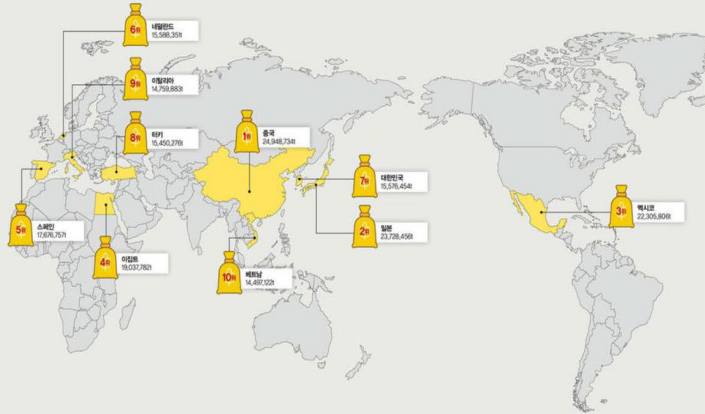 6위
네덜란드
15,588,351t
9위
이탈리아
14,759,883t
8위
터키
15,450,276t
1위
중국
24,948,734t
7위
대한민국
15,576,454t
5위
스페인
17,676,757t
4위
이집트
19,037,782t
10위
베트남
14,497,122t
2위
일본
23,728,456t
3위
멕시코
22,305,806t